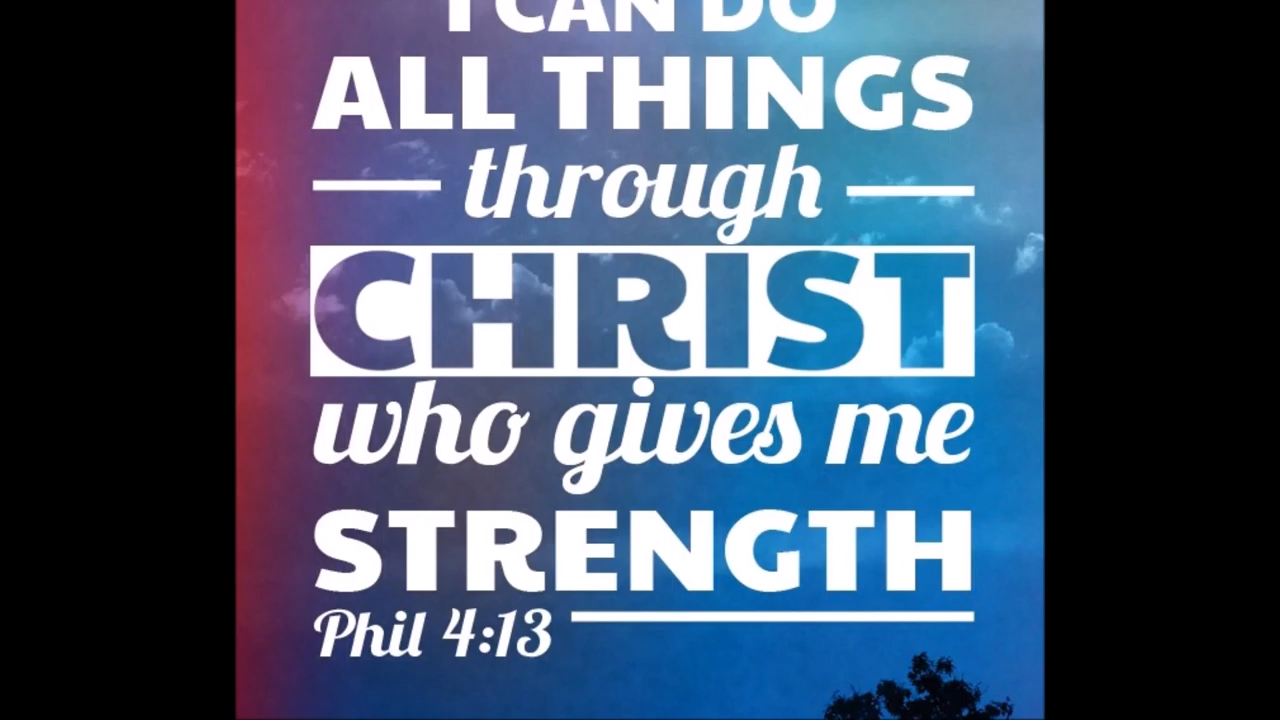 I CAN DO
ALL THINGS
through
CHRIST
who gives me
STRENGTH
Phil 4:13